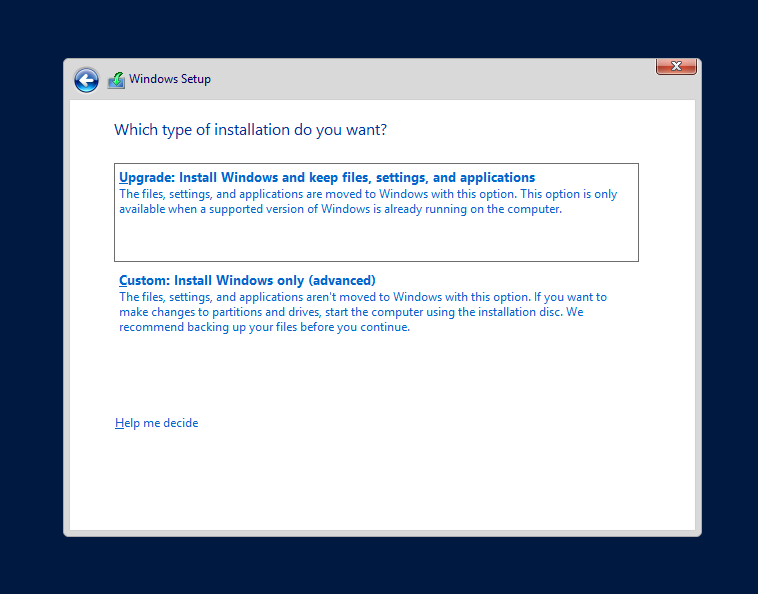 Windows Setup
Which type of installation do you want?
Upgrade: Install Windows and keep files, settings, and applications
The files, settings, and applications are moved to Windows with this option. This option is only
available when a supported version of Windows is already running on the computer.
Custom: Install Windows only (advanced)
The files, settings, and applications aren't moved to Windows with this option. If you want to
make changes to partitions and drives, start the computer using the installation disc. We
recommend backing up your files before you continue.
Help me decide